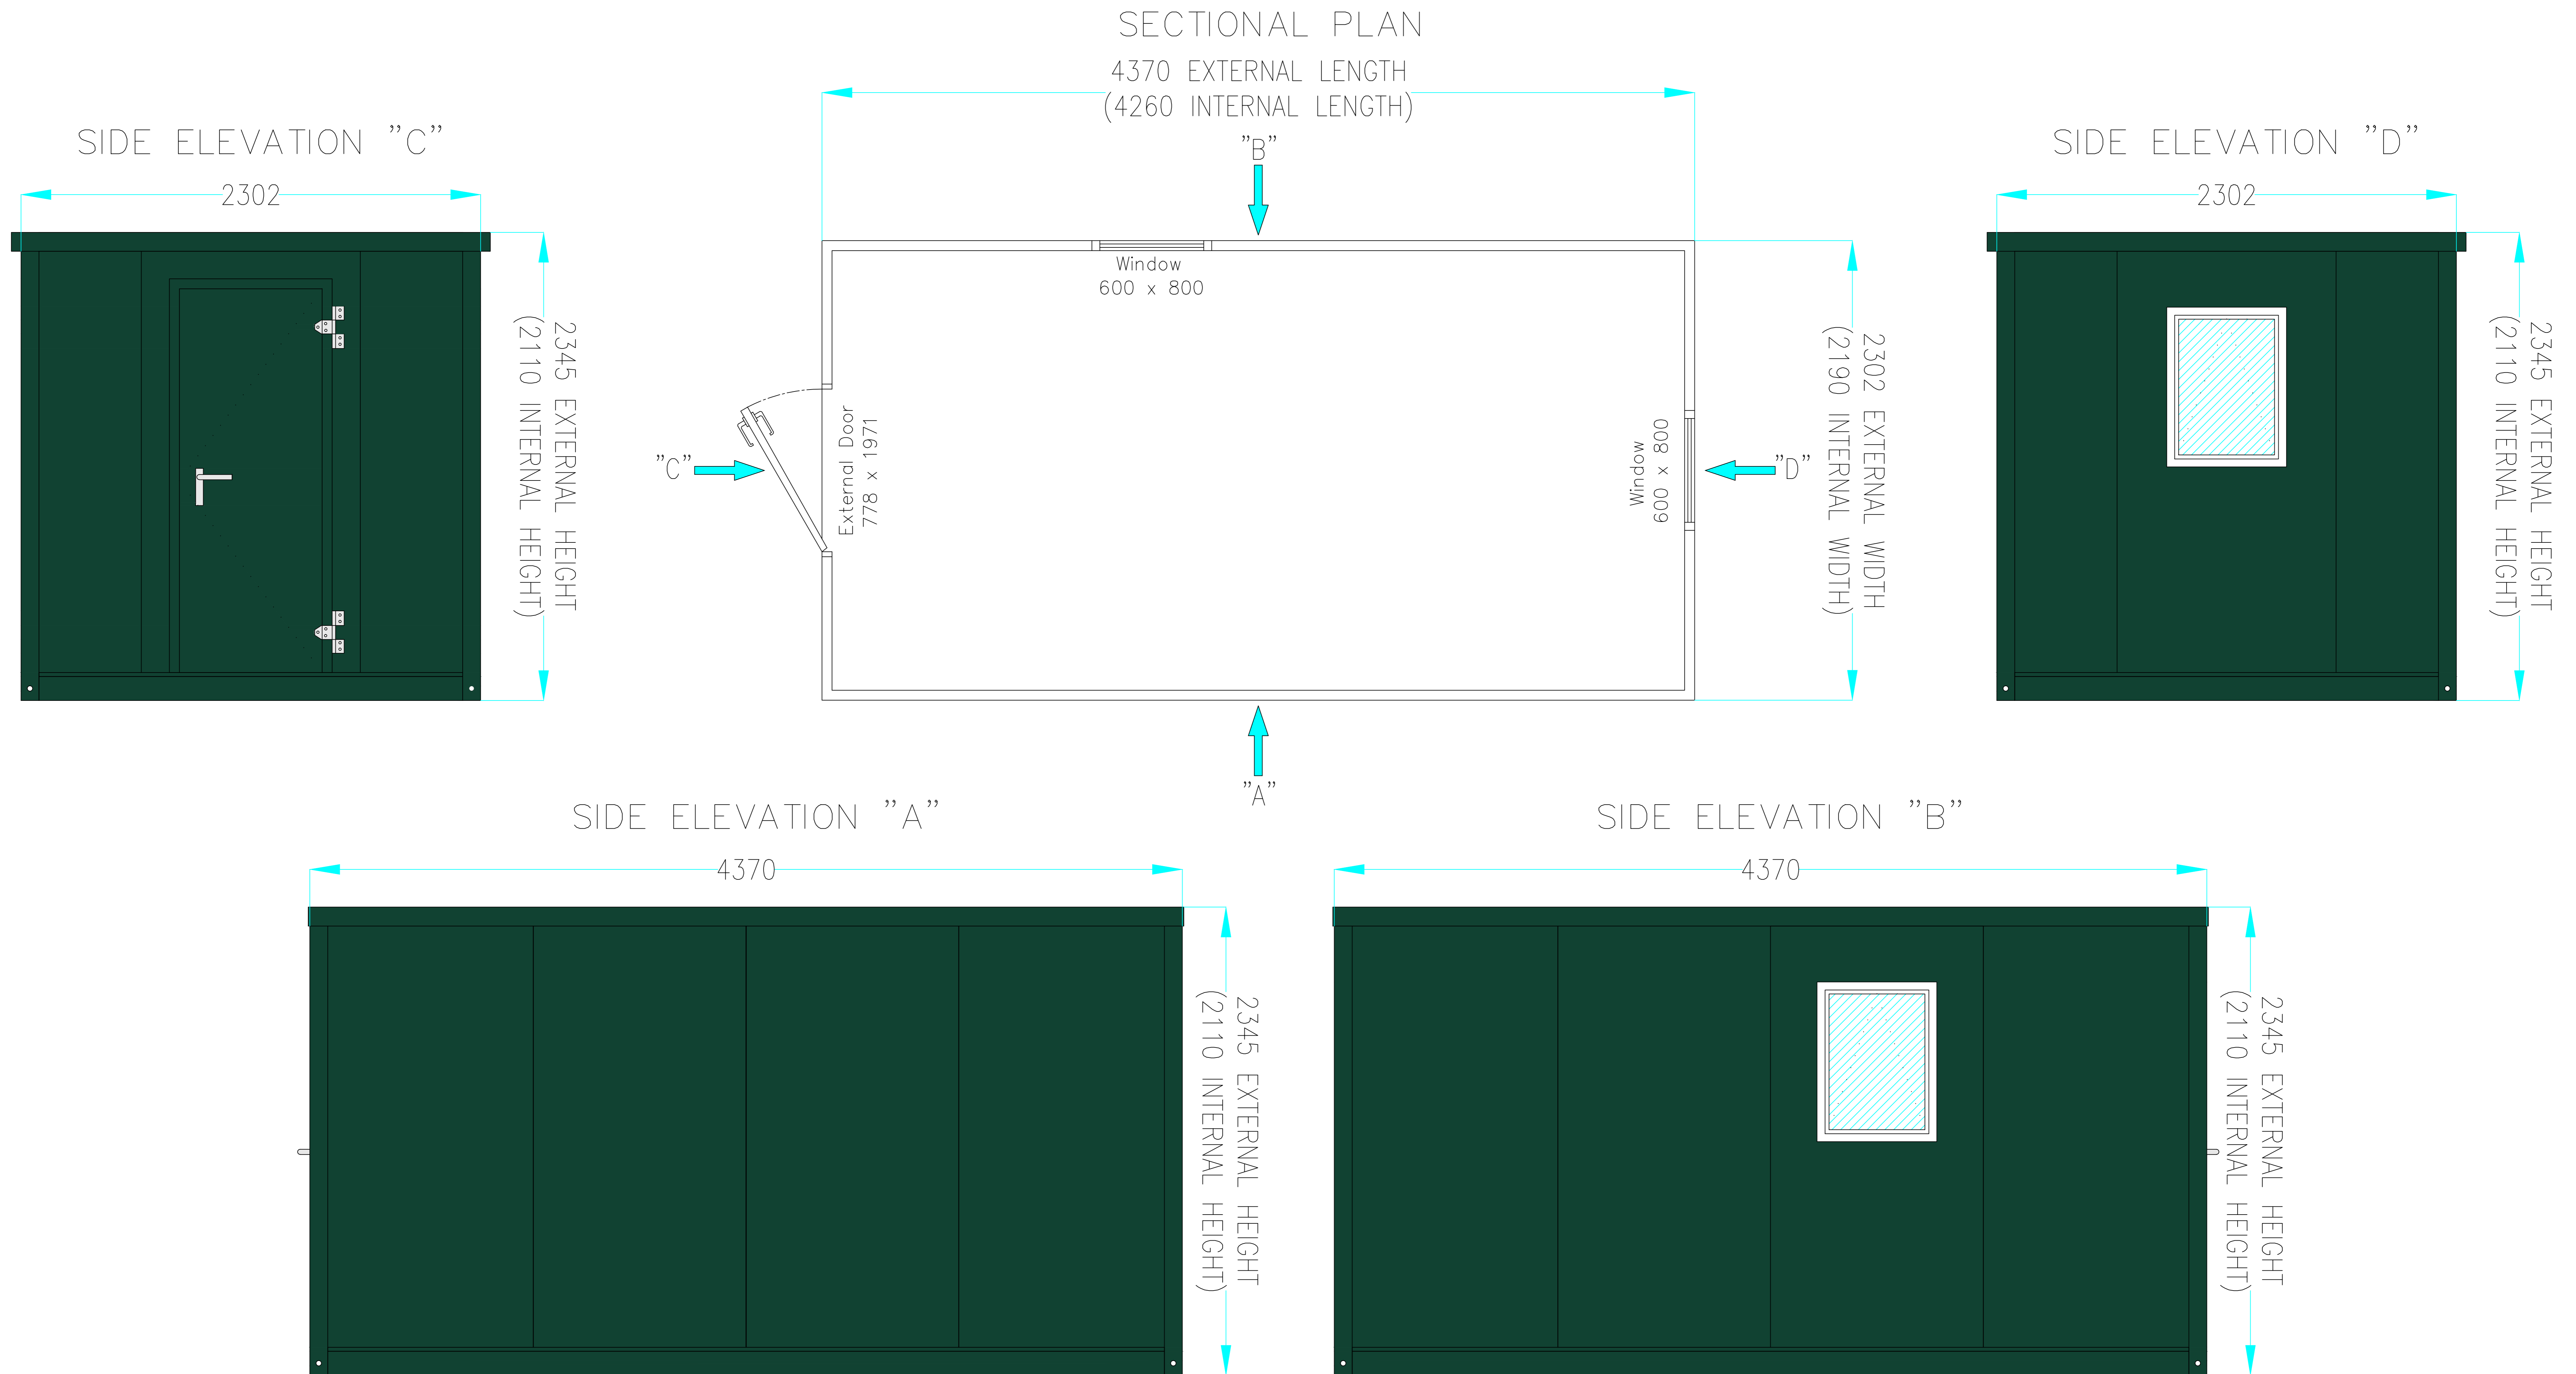 SECTIONAL PLAN
4370 EXTERNAL LENGTH
(4260 INTERNAL LENGTH)
"B"
Window
600 x 800
External Door
778 x 1971
"C"
600 x 800
Window
"D"
2302 EXTERNAL WIDTH
(2190 INTERNAL WIDTH)
"A"
SIDE ELEVATION "C"
2302
2345 EXTERNAL HEIGHT
(2110 INTERNAL HEIGHT)
SIDE ELEVATION "D"
2302
2345 EXTERNAL HEIGHT
(2110 INTERNAL HEIGHT)
SIDE ELEVATION "A"
4370
2345 EXTERNAL HEIGHT
(2110 INTERNAL HEIGHT)
SIDE ELEVATION "B"
4370
2345 EXTERNAL HEIGHT
(2110 INTERNAL HEIGHT)